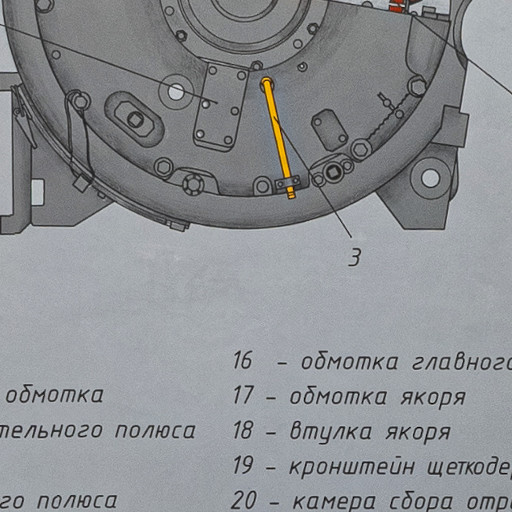 3
16 - обмотка главного
обмотка
17 - обмотка якоря
тельного полюса
18 - втулка якоря
19 - кронштейн щеткоде
го полюса
20 - камера сбора отр